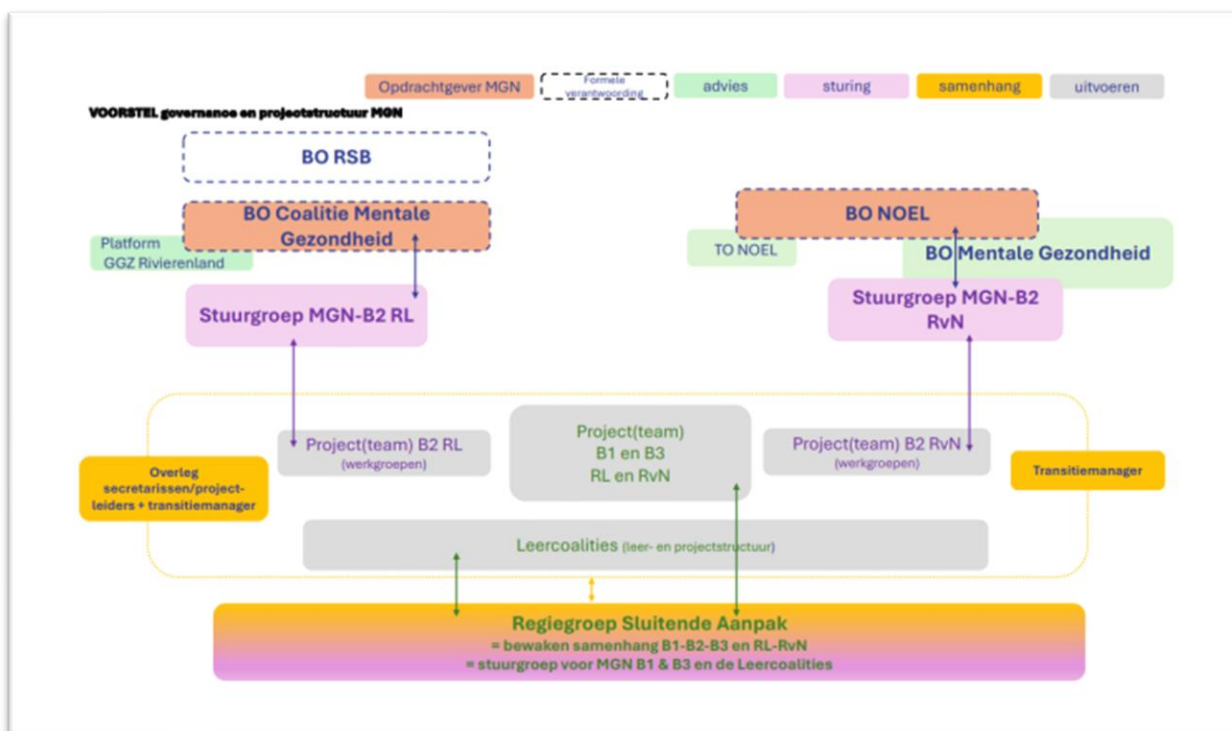 Opdrachtgever MGN
Formele
verantwoording
advies
sturing
samenhang
uitvoeren
VOORSTEL governance en projectstructuur MGN
BO RSB
BO Coalitie Mentale
Gezondheid
Platform
GGZ Rivierenland
BO NOEL
TO NOEL
BO Mentale Gezondheid
Stuurgroep MGN-B2 RL
Stuurgroep MGN-B2
RvN
Project(team) B2 RL
(werkgroepen)
Project(team)
B1 en B3
RL en RvN
Project(team) B2 RvN
(werkgroepen)
Overleg
secretarissen/project-
leiders + transitiemanager
Transitiemanager
Leercoalities (leer- en projectstructuur)
Regiegroep Sluitende Aanpak
= bewaken samenhang B1-B2-B3 en RL-RvN
= stuurgroep voor MGN B1 & B3 en de Leercoalities